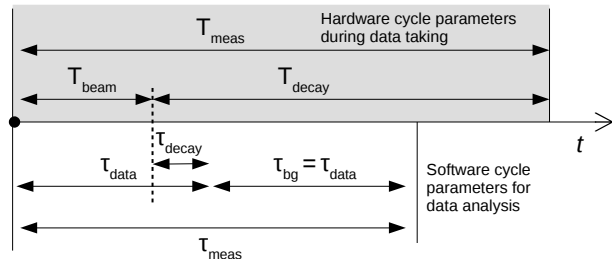 T_meas
Hardware cycle parameters
during data taking
T_beam
T_decay
t
τ_decay
τ_data
τ_bg = τ_data
Software cycle
parameters for
data analysis
τ_meas